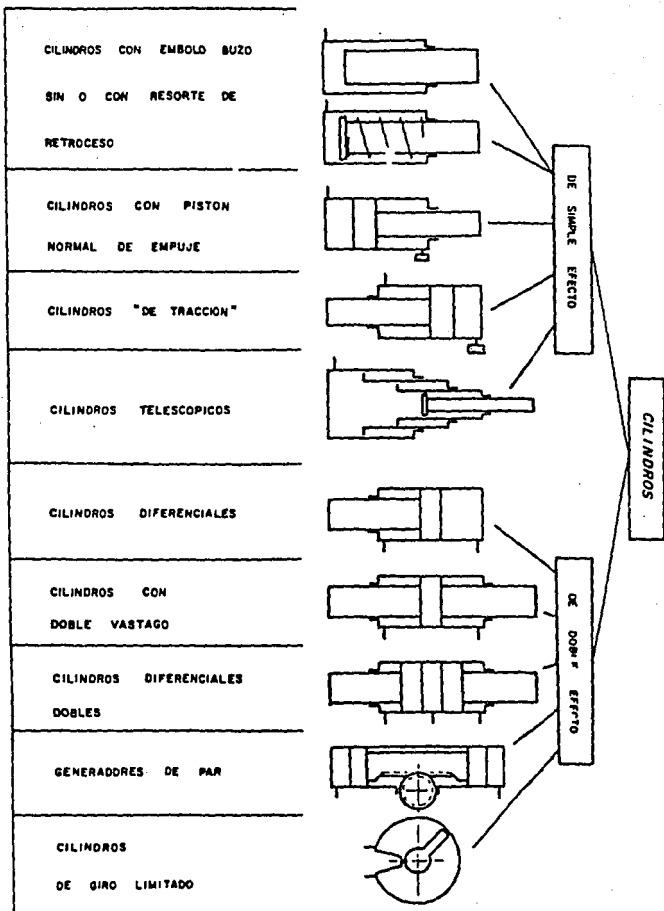 CILINDROS CON EMBOLO BUZO
SIN O CON RESORTE DE
RETROCESO
CILINDROS CON PISTON
NORMAL DE EMPUJE
CILINDROS "DE TRACCION"
CILINDROS TELESCOPICOS
CILINDROS DIFERENCIALES
CILINDROS CON
DOBLE VASTAGO
CILINDROS DIFERENCIALES
DOBLES
GENERADORES DE PAR
CILINDROS
DE GIRO LIMITADO
DE SIMPLE EFECTO
DE DOBLE EFECTO
CILINDROS